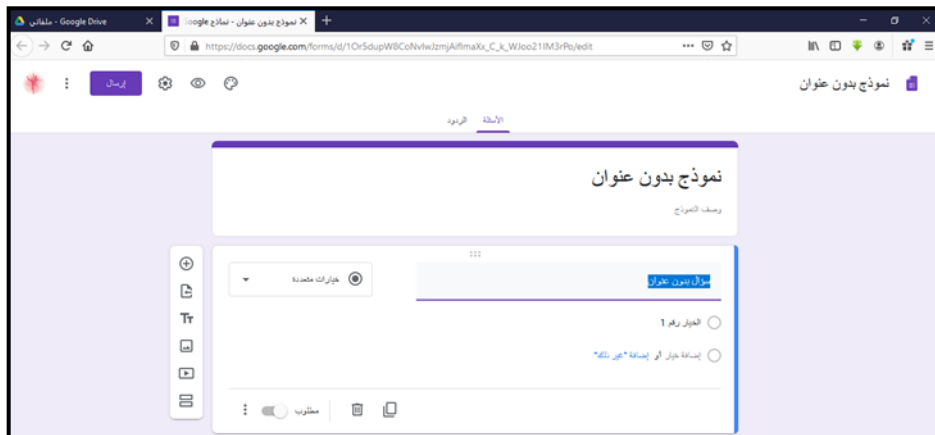 ملفاتي - Google Drive
نموذج بدون عنوان - نماذج Google
https://docs.google.com/forms/d/1OrSdupW8CoNvIwJzmjAiflmaXx_C_k_WJoo21IM3rPo/edit
نموذج بدون عنوان
إرسال
الأسئلة الردود
نموذج بدون عنوان
وصف النموذج
سؤال بدون عنوان
خيارات متعددة
الخيار رقم 1
إضافة خيار أو إضافة "غير ذلك"
Tт
مطلوب